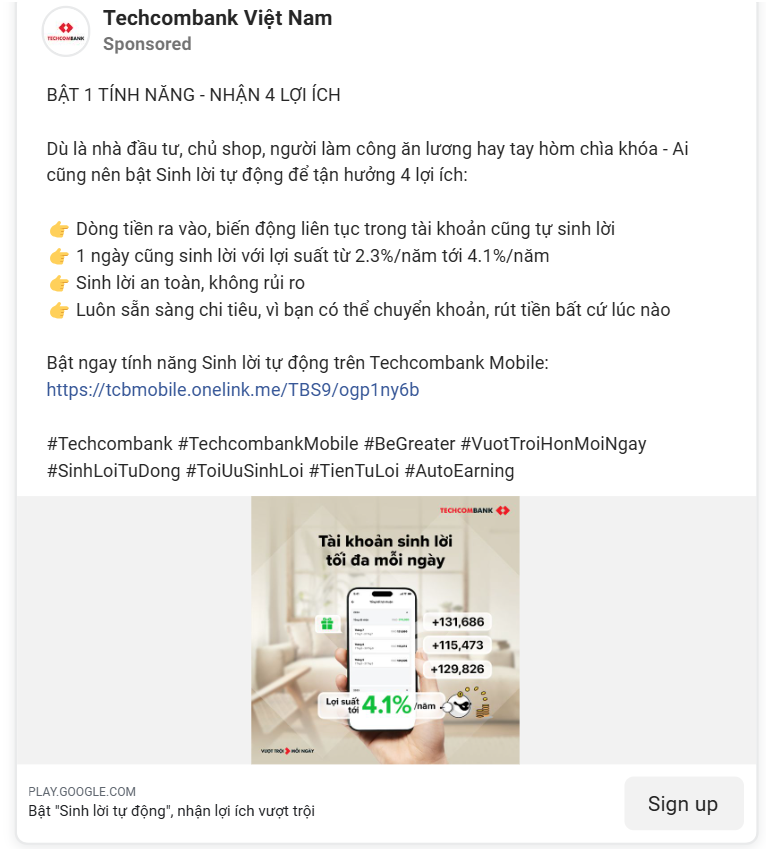 Techcombank Việt Nam
Sponsored
BẬT 1 TÍNH NĂNG - NHẬN 4 LỢI ÍCH
Dù là nhà đầu tư, chủ shop, người làm công ăn lương hay tay hòm chìa khóa - Ai
cũng nên bật Sinh lời tự động để tận hưởng 4 lợi ích:
👉 Dòng tiền ra vào, biến động liên tục trong tài khoản cũng tự sinh lời
👉 1 ngày cũng sinh lời với lợi suất từ 2.3%/năm tới 4.1%/năm
👉 Sinh lời an toàn, không rủi ro
👉 Luôn sẵn sàng chi tiêu, vì bạn có thể chuyển khoản, rút tiền bất cứ lúc nào
Bật ngay tính năng Sinh lời tự động trên Techcombank Mobile:
https://tcbmobile.onelink.me/TBS9/ogp1ny6b
#Techcombank #TechcombankMobile #BeGreater #VuotTroiHonMoiNgay
#SinhLoiTuDong #ToiUuSinhLoi #TienTuLoi #AutoEarning
TECHCOMBANK
Tài khoản sinh lời
tối đa mỗi ngày
+131,686
+115,473
+129,826
Lợi suất
tới 4.1%/năm
VƯỢT TRỘI MỖI NGÀY
PLAY.GOOGLE.COM
Bật "Sinh lời tự động", nhận lợi ích vượt trội
Sign up